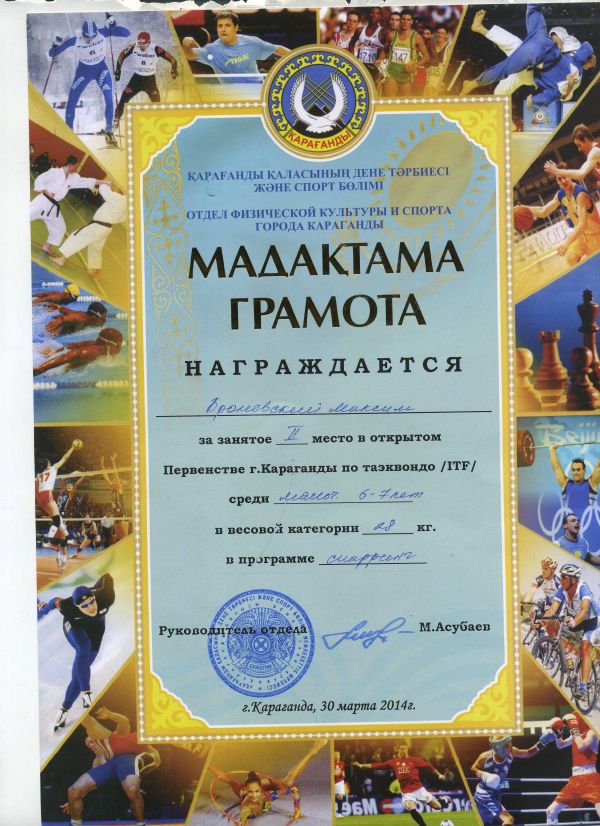 ҚАРАҒАНДЫ
ҚАРАҒАНДЫ ҚАЛАСЫНЫҢ ДЕНЕ ТӘРБИЕСІ
ЖӘНЕ СПОРТ БӨЛІМІ
ОТДЕЛ ФИЗИЧЕСКОЙ КУЛЬТУРЫ И СПОРТА
ГОРОДА КАРАГАНДЫ
МАДАҚТАМА
ГРАМОТА
НАГРАЖДАЕТСЯ
Броневский Максим
за занятое II место в открытом
Первенстве г.Караганды по таэквондо /ITF/
среди 6-7 лет
в весовой категории 28 кг.
в программе спарринг
Руководитель отдела М.Асубаев
г.Караганда, 30 марта 2014г.